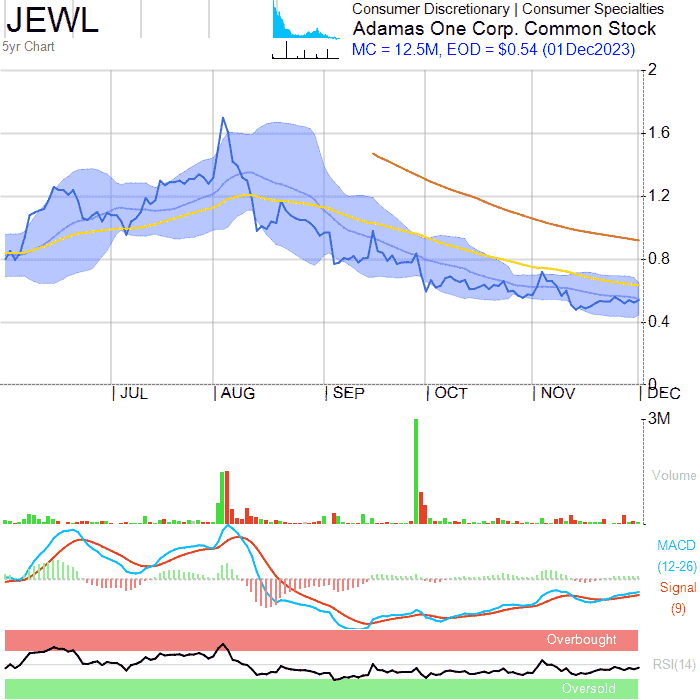 JEWL
5yr Chart
Consumer Discretionary | Consumer Specialties
Adamas One Corp. Common Stock
MC = 12.5M, EOD = $0.54 (01Dec2023)
2
1.6
1.2
0.8
0.4
0
JUL AUG SEP OCT NOV DEC
3M
Volume
MACD
(12-26)
Signal
(9)
Overbought
RSI(14)
Oversold